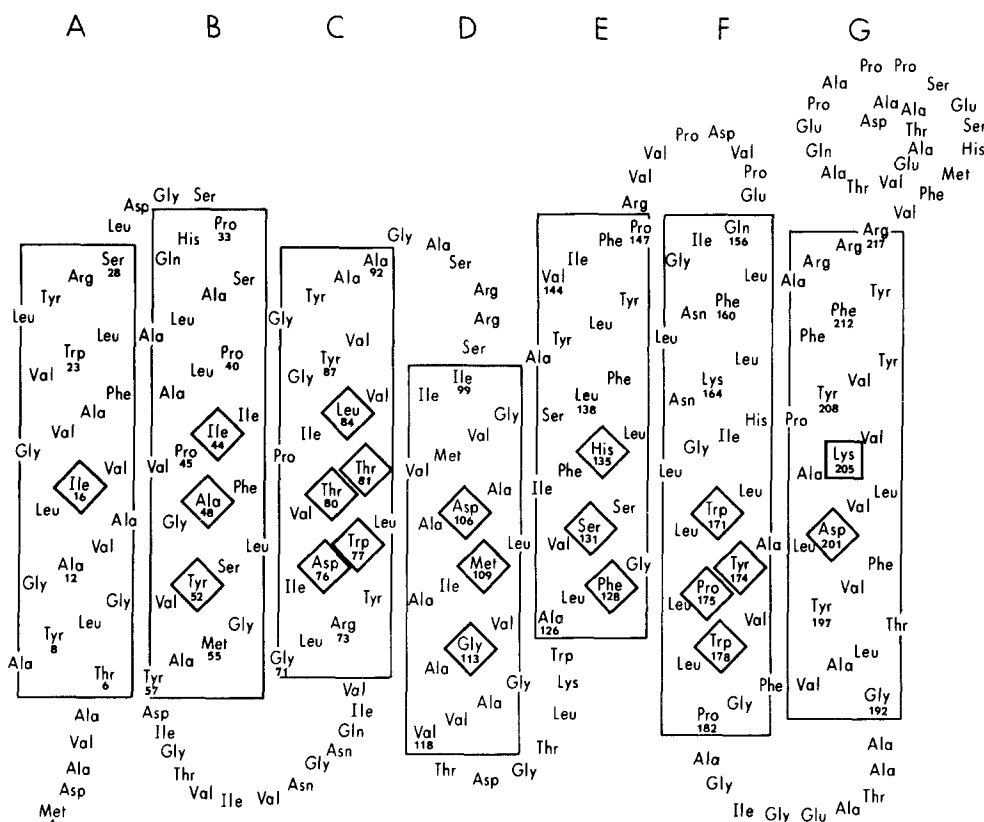 A B C D E F G
Leu
Asp
Gly
Ser
Ser
28
Arg
Tyr
Leu
Leu
Trp
23
Val
Phe
Ala
Val
Gly
Val
Ile
16
Leu
Ala
Val
Ala
12
Gly
Gly
Leu
Tyr
8
Ala
Thr
6
Ala
Val
Ala
Asp
Met
Pro
33
His
Gln
Ser
Ala
Leu
Ala
Pro
40
Leu
Ala
Ile
Ile
44
Pro
45
Val
Phe
Ala
48
Gly
Leu
Ser
Tyr
52
Val
Gly
Met
55
Ala
Tyr
57
Asp
Ile
Gly
Thr
Val
Ile
Val
Asn
Gly
Asn
Gln
Ile
Val
Gly
Ala
Ser
Arg
Arg
Ser
Ala
92
Ala
Tyr
Gly
Val
Tyr
87
Gly
Val
Leu
84
Ile
Pro
Thr
81
Thr
80
Val
Leu
Trp
77
Asp
76
Ile
Tyr
Arg
73
Leu
Gly
71
Ile
99
Ile
Gly
Val
Met
Val
Ala
Asp
106
Ala
Leu
Met
109
Ile
Ala
Val
Gly
113
Ala
Gly
Ala
Val
Val
118
Thr
Asp
Gly
Thr
Leu
Lys
Trp
Arg
Val
Val
Pro
Asp
Val
Pro
Glu
Pro
147
Phe
Ile
Val
144
Tyr
Leu
Tyr
Ala
Phe
Leu
138
Ser
Leu
His
135
Phe
Ile
Ser
Ser
131
Val
Gly
Phe
128
Leu
Ala
126
Gln
156
Ile
Gly
Leu
Phe
160
Asn
Leu
Leu
Lys
164
Asn
His
Ile
Gly
Leu
Leu
Trp
171
Leu
Ala
Tyr
174
Pro
175
Leu
Val
Trp
178
Leu
Phe
Gly
Pro
182
Ala
Gly
Ile
Gly
Glu
Ala
Thr
Ala
Ala
Pro
Pro
Ala
Ser
Pro
Glu
Glu
Ser
Gln
His
Ala
Met
Thr
Phe
Val
Val
Ala
Ala
Asp
Thr
Ala
Glu
Arg
217
Arg
Arg
Ala
Tyr
Phe
212
Phe
Tyr
Val
Tyr
208
Pro
Val
Lys
205
Ala
Leu
Val
Asp
201
Leu
Phe
Val
Tyr
197
Thr
Leu
Ala
Val
Gly
192